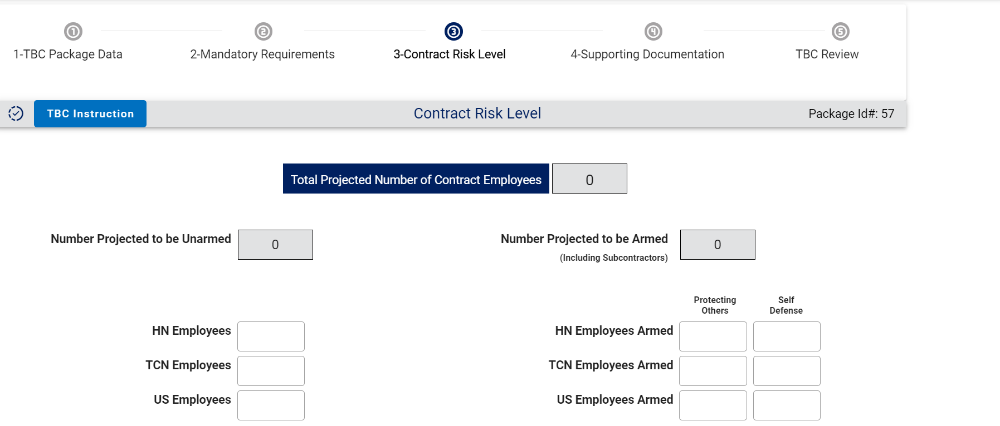 1
2
3
4
5
1-TBC Package Data
2-Mandatory Requirements
3-Contract Risk Level
4-Supporting Documentation
TBC Review
TBC Instruction
Contract Risk Level
Package Id#: 57
Total Projected Number of Contract Employees
0
Number Projected to be Unarmed
0
Number Projected to be Armed
(Including Subcontractors)
0
Protecting
Others
Self
Defense
HN Employees
HN Employees Armed
TCN Employees
TCN Employees Armed
US Employees
US Employees Armed